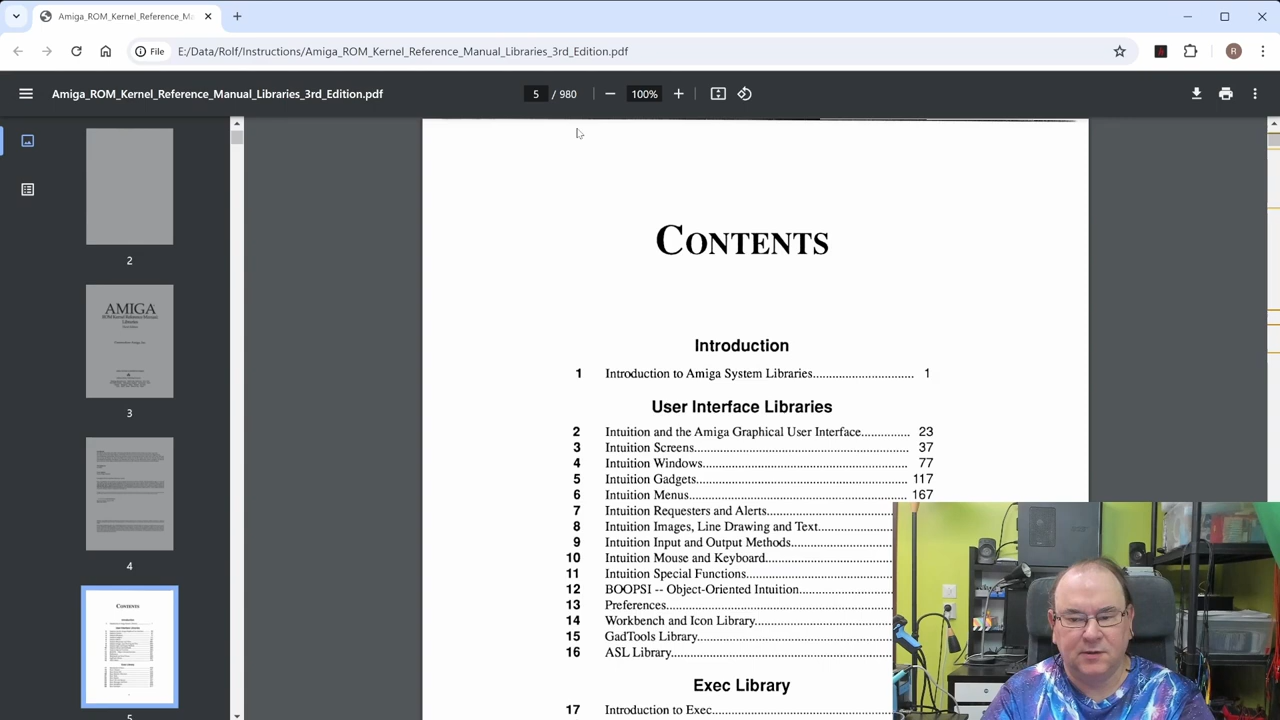 Amiga_ROM_Kernel_Reference_Ma
File E:/Data/Rolf/Instructions/Amiga_ROM_Kernel_Reference_Manual_Libraries_3rd_Edition.pdf R
Amiga_ROM_Kernel_Reference_Manual_Libraries_3rd_Edition.pdf 5 / 980 100%
2
AMIGA
3
4
CONTENTS
5
CONTENTS
Introduction
1 Introduction to Amiga System Libraries............................ 1
User Interface Libraries
2 Intuition and the Amiga Graphical User Interface............. 23
3 Intuition Screens............................................................. 37
4 Intuition Windows........................................................... 77
5 Intuition Gadgets............................................................. 117
6 Intuition Menus............................................................... 167
7 Intuition Requesters and Alerts......................................
8 Intuition Images, Line Drawing and Text......................
9 Intuition Input and Output Methods..............................
10 Intuition Mouse and Keyboard......................................
11 Intuition Special Functions............................................
12 BOOPSI -- Object-Oriented Intuition............................
13 Preferences....................................................................
14 Workbench and Icon Library.........................................
15 GadTools Library...........................................................
16 ASL Library...................................................................
Exec Library
17 Introduction to Exec.......................................................